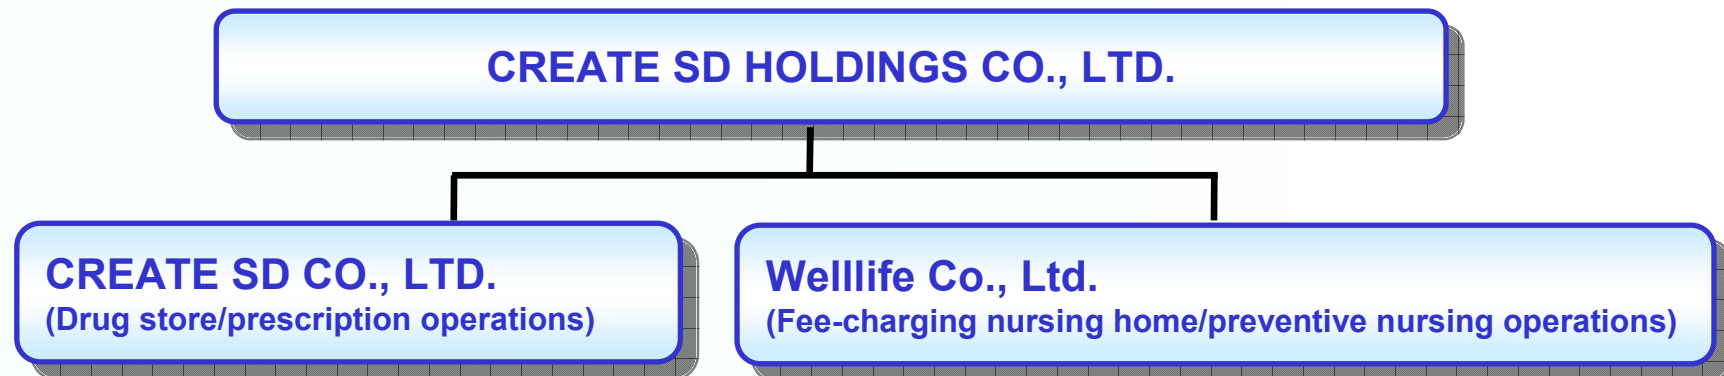 CREATE SD HOLDINGS CO., LTD.
CREATE SD CO., LTD.
(Drug store/prescription operations)
Welllife Co., Ltd.
(Fee-charging nursing home/preventive nursing operations)